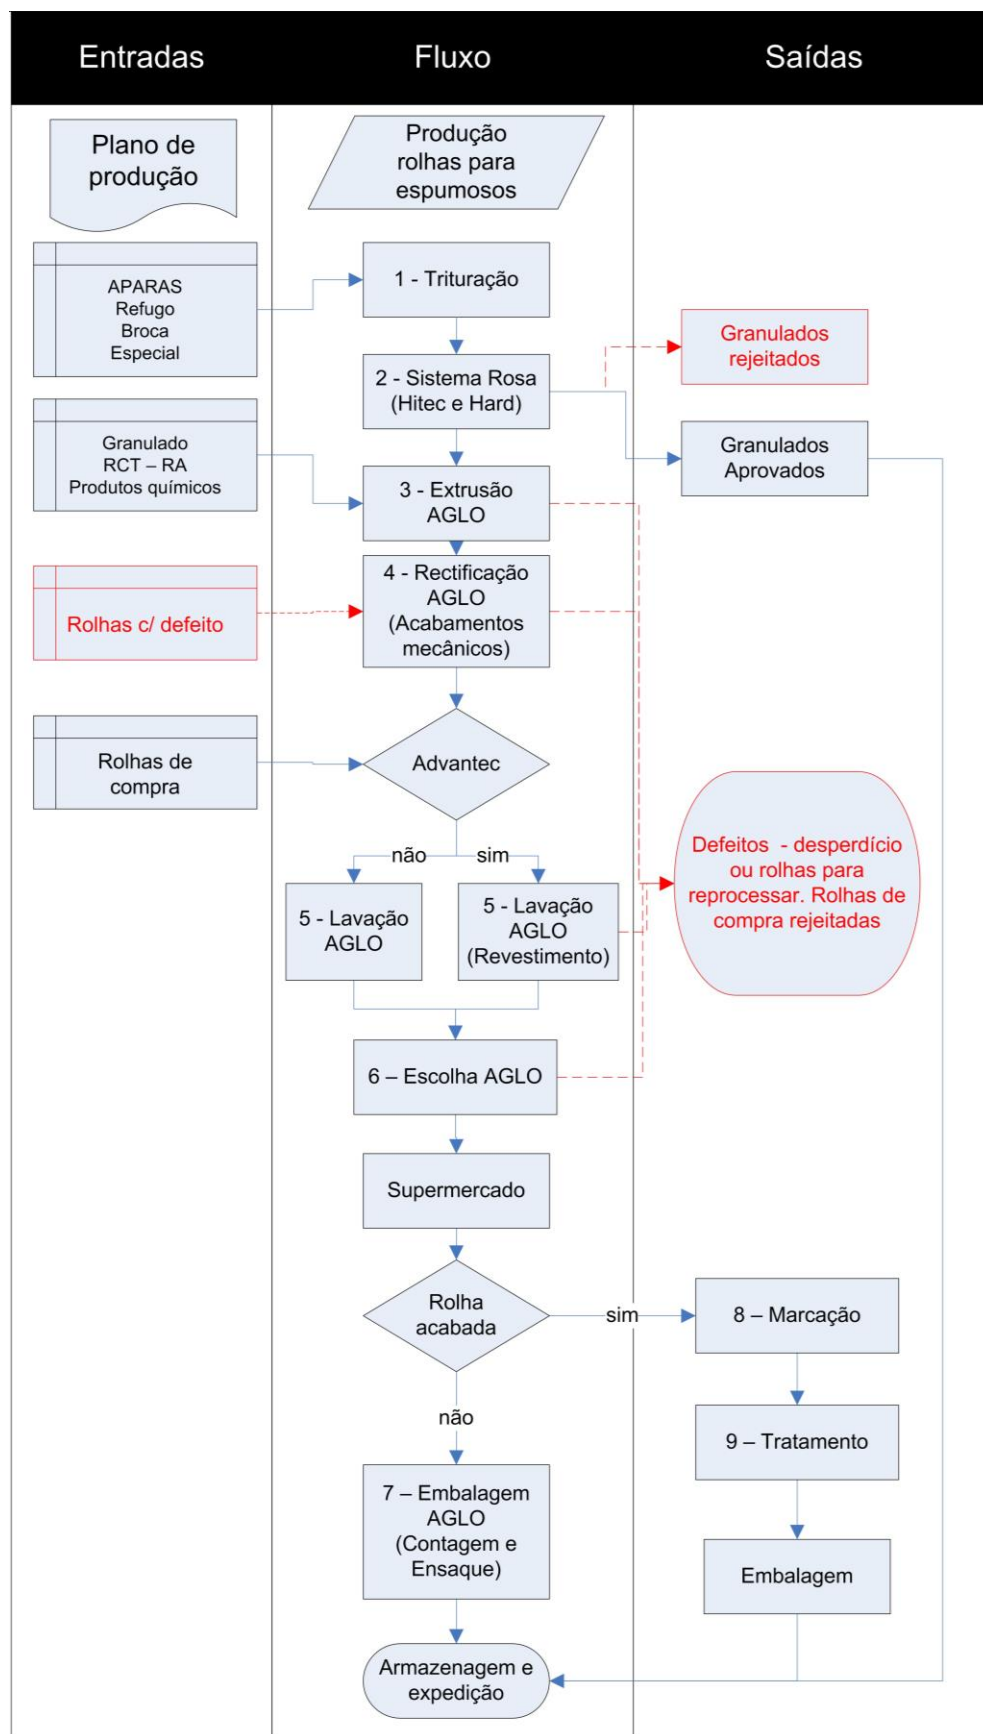 Entradas
Fluxo
Saídas
Plano de
produção
Produção
rolhas para
espumosos
APARAS
Refugo
Broca
Especial
1 - Trituração
Granulados
rejeitados
2 - Sistema Rosa
(Hitec e Hard)
Granulado
RCT – RA
Produtos químicos
Granulados
Aprovados
3 - Extrusão
AGLO
Rolhas c/ defeito
4 - Rectificação
AGLO
(Acabamentos
mecânicos)
Rolhas de
compra
Advantec
não
sim
5 - Lavação
AGLO
5 - Lavação
AGLO
(Revestimento)
Defeitos  - desperdício
ou rolhas para
reprocessar. Rolhas de
compra rejeitadas
6 – Escolha AGLO
Supermercado
Rolha
acabada
sim
8 – Marcação
não
9 – Tratamento
7 – Embalagem
AGLO
(Contagem e
Ensaque)
Embalagem
Armazenagem e
expedição